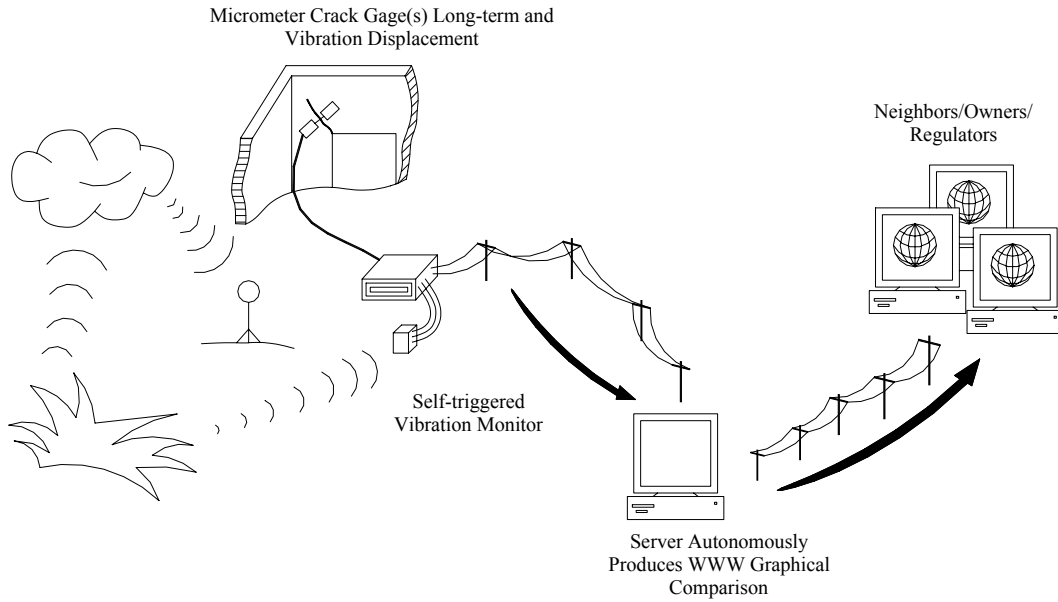 Micrometer Crack Gage(s) Long-term and
Vibration Displacement
Neighbors/Owners/
Regulators
Self-triggered
Vibration Monitor
Server Autonomously
Produces WWW Graphical
Comparison